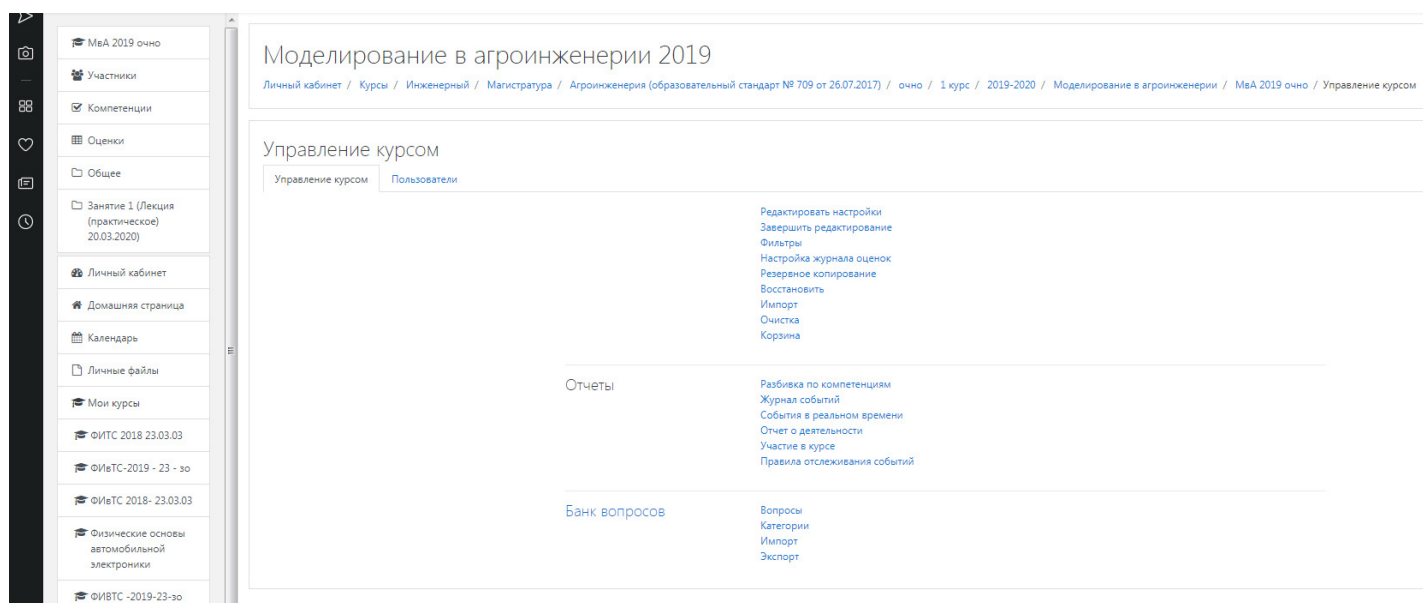 МвА 2019 очно
Участники
Компетенции
Оценки
Общее
Занятие 1 (Лекция
(практическое)
20.03.2020)
Личный кабинет
Домашняя страница
Календарь
Личные файлы
Мои курсы
ФИТС 2018 23.03.03
ФИвТС-2019 - 23 - зо
ФИвТС 2018- 23.03.03
Физические основы
автомобильной
электроники
ФИВТС -2019-23-зо
Моделирование в агроинженерии 2019
Личный кабинет / Курсы / Инженерный / Магистратура / Агроинженерия (образовательный стандарт № 709 от 26.07.2017) / очно / 1 курс / 2019-2020 / Моделирование в агроинженерии / МвА 2019 очно / Управление курсом
Управление курсом
Управление курсом Пользователи
Редактировать настройки
Завершить редактирование
Фильтры
Настройка журнала оценок
Резервное копирование
Восстановить
Импорт
Очистка
Корзина
Отчеты
Разбивка по компетенциям
Журнал событий
События в реальном времени
Отчет о деятельности
Участие в курсе
Правила отслеживания событий
Банк вопросов
Вопросы
Категории
Импорт
Экспорт